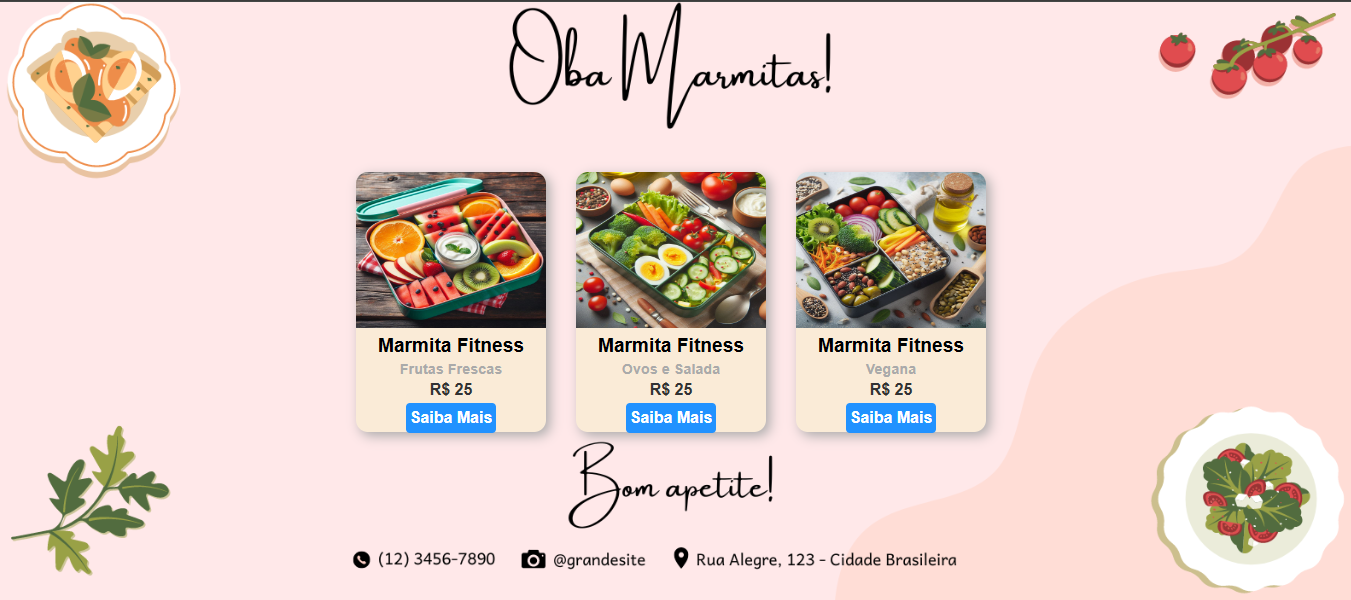 Oba Marmitas!
Marmita Fitness
Frutas Frescas
R$ 25
Saiba Mais
Marmita Fitness
Ovos e Salada
R$ 25
Saiba Mais
Marmita Fitness
Vegana
R$ 25
Saiba Mais
Bom apetite!
(12) 3456-7890 @grandesite Rua Alegre, 123 - Cidade Brasileira